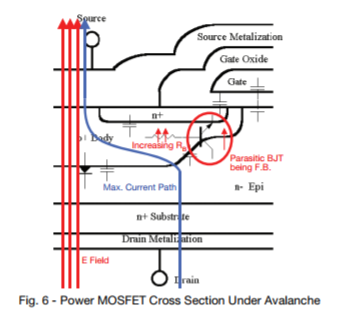 Source
Source Metalization
Gate Oxide
Gate
n+
p+ Body
Increasing R_B
Parasitic BJT
being F.B.
Max. Current Path
n- Epi
n+ Substrate
Drain Metalization
E Field
Drain
Fig. 6 - Power MOSFET Cross Section Under Avalanche